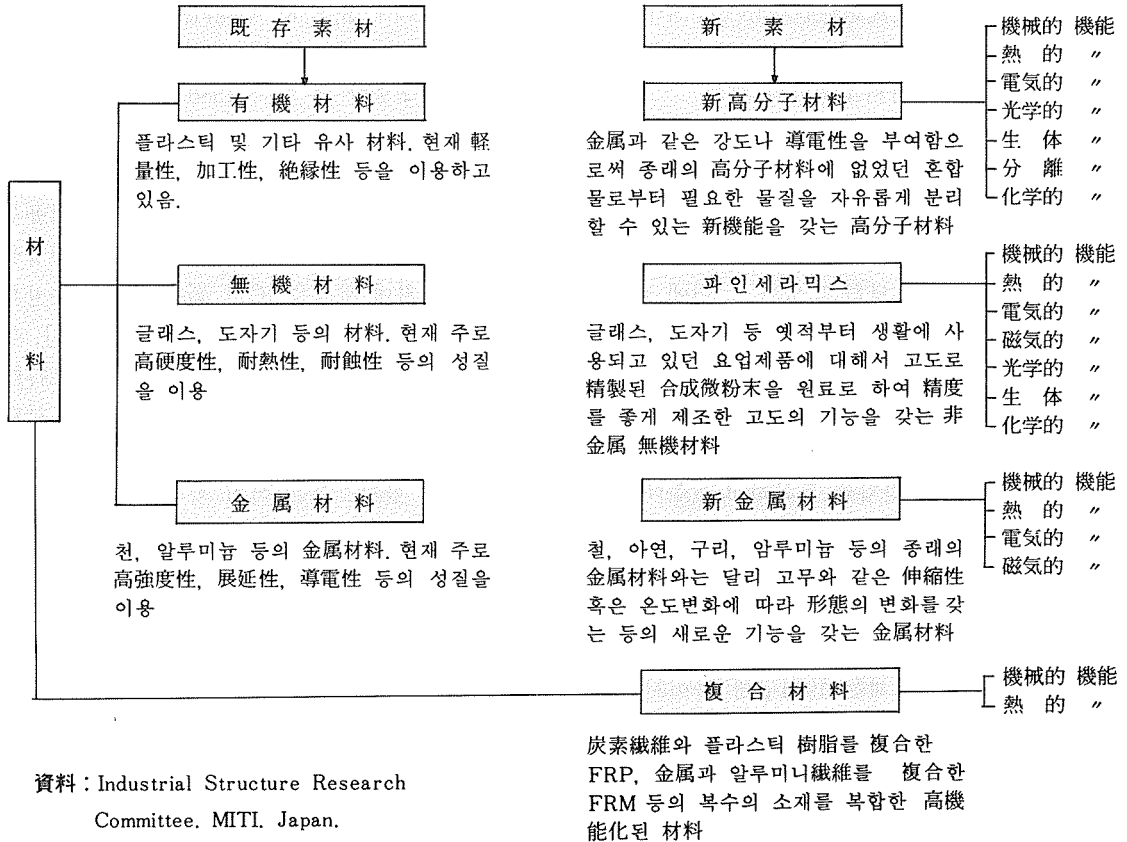 既存素材
有機材料
플라스틱 및 기타 유사 材料. 현재 軽
量性, 加工性, 絶縁性 등을 이용하고
있음.
材料
無機材料
글래스, 도자기 등의 材料. 현재 주로
高硬度性, 耐熱性, 耐蝕性 등의 성질
을 이용
金属材料
천, 알루미늄 등의 金属材料. 현재 주로
高強度性, 展延性, 導電性 등의 성질을
이용
新素材
新高分子材料
機械的 機能
熱的 〃
電気的 〃
光学的 〃
生体 〃
分離 〃
化学的 〃
金属과 같은 강도나 導電性을 부여함으
로써 종래의 高分子材料에 없었던 혼합
물로부터 필요한 물질을 자유롭게 분리
할 수 있는 新機能을 갖는 高分子材料
파인세라믹스
機械的 機能
熱的 〃
電気的 〃
磁気的 〃
光学的 〃
生体 〃
化学的 〃
글래스, 도자기 등 옛적부터 생활에 사
용되고 있던 요업제품에 대해서 고도로
精製된 合成微粉末을 원료로 하여 精度
를 좋게 제조한 고도의 기능을 갖는 非
金属 無機材料
新金属材料
機械的 機能
熱的 〃
電気的 〃
磁気的 〃
철, 아연, 구리, 암루미늄 등의 종래의
金属材料와는 달리 고무와 같은 伸縮性
혹은 온도변화에 따라 形態의 변화를 갖
는 등의 새로운 기능을 갖는 金属材料
複合材料
機械的 機能
熱的 〃
炭素繊維와 플라스틱 樹脂를 複合한
FRP, 金属과 알루미니繊維를 複合한
FRM 등의 복수의 소재를 복합한 高機
能化된 材料
資料：Industrial Structure Research
Committee. MITI. Japan.